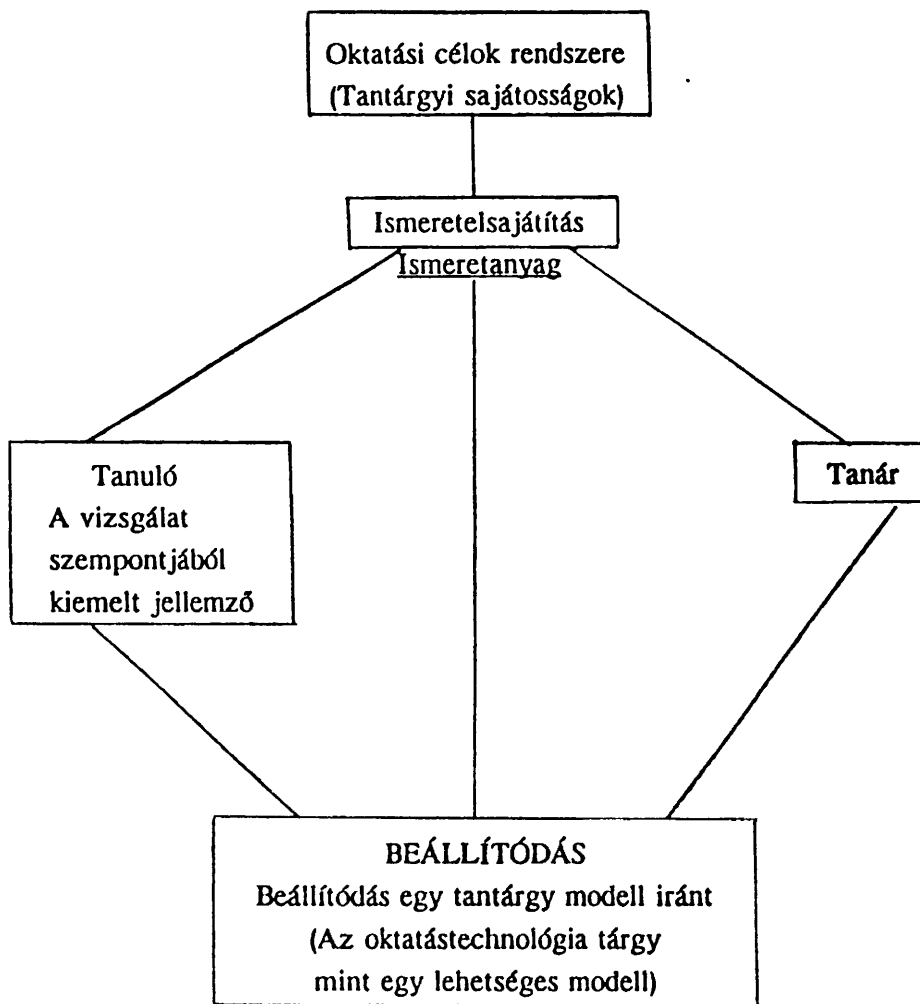 Oktatási célok rendszere
(Tantárgyi sajátosságok)
Ismeretelsajátítás
Ismeretanyag
Tanuló
A vizsgálat
szempontjából
kiemelt jellemző
Tanár
BEÁLLÍTÓDÁS
Beállítódás egy tantárgy modell iránt
(Az oktatástechnológia tárgy
mint egy lehetséges modell)